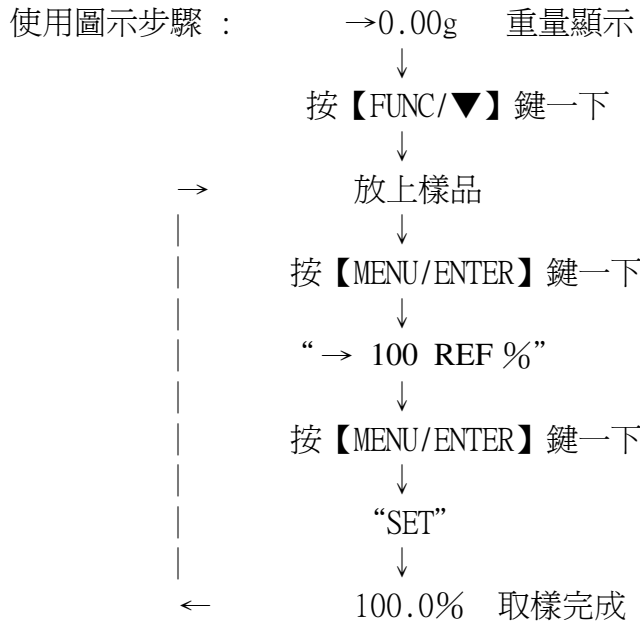 使用圖示步驟 : →0.00g 重量顯示
↓
按【FUNC/▼】鍵一下
↓
→ 放上樣品
↓
按【MENU/ENTER】鍵一下
↓
“→ 100 REF %”
↓
按【MENU/ENTER】鍵一下
↓
“SET”
↓
← 100.0% 取樣完成